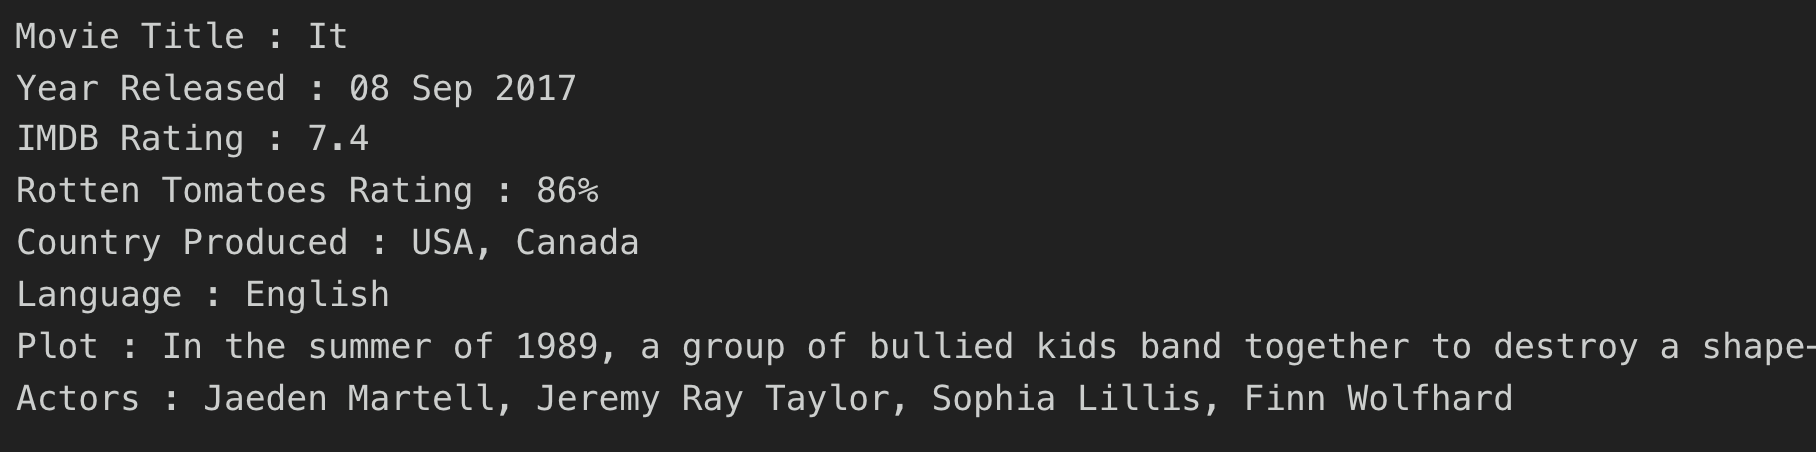 Movie Title : It
Year Released : 08 Sep 2017
IMDB Rating : 7.4
Rotten Tomatoes Rating : 86%
Country Produced : USA, Canada
Language : English
Plot : In the summer of 1989, a group of bullied kids band together to destroy a shape-
Actors : Jaeden Martell, Jeremy Ray Taylor, Sophia Lillis, Finn Wolfhard